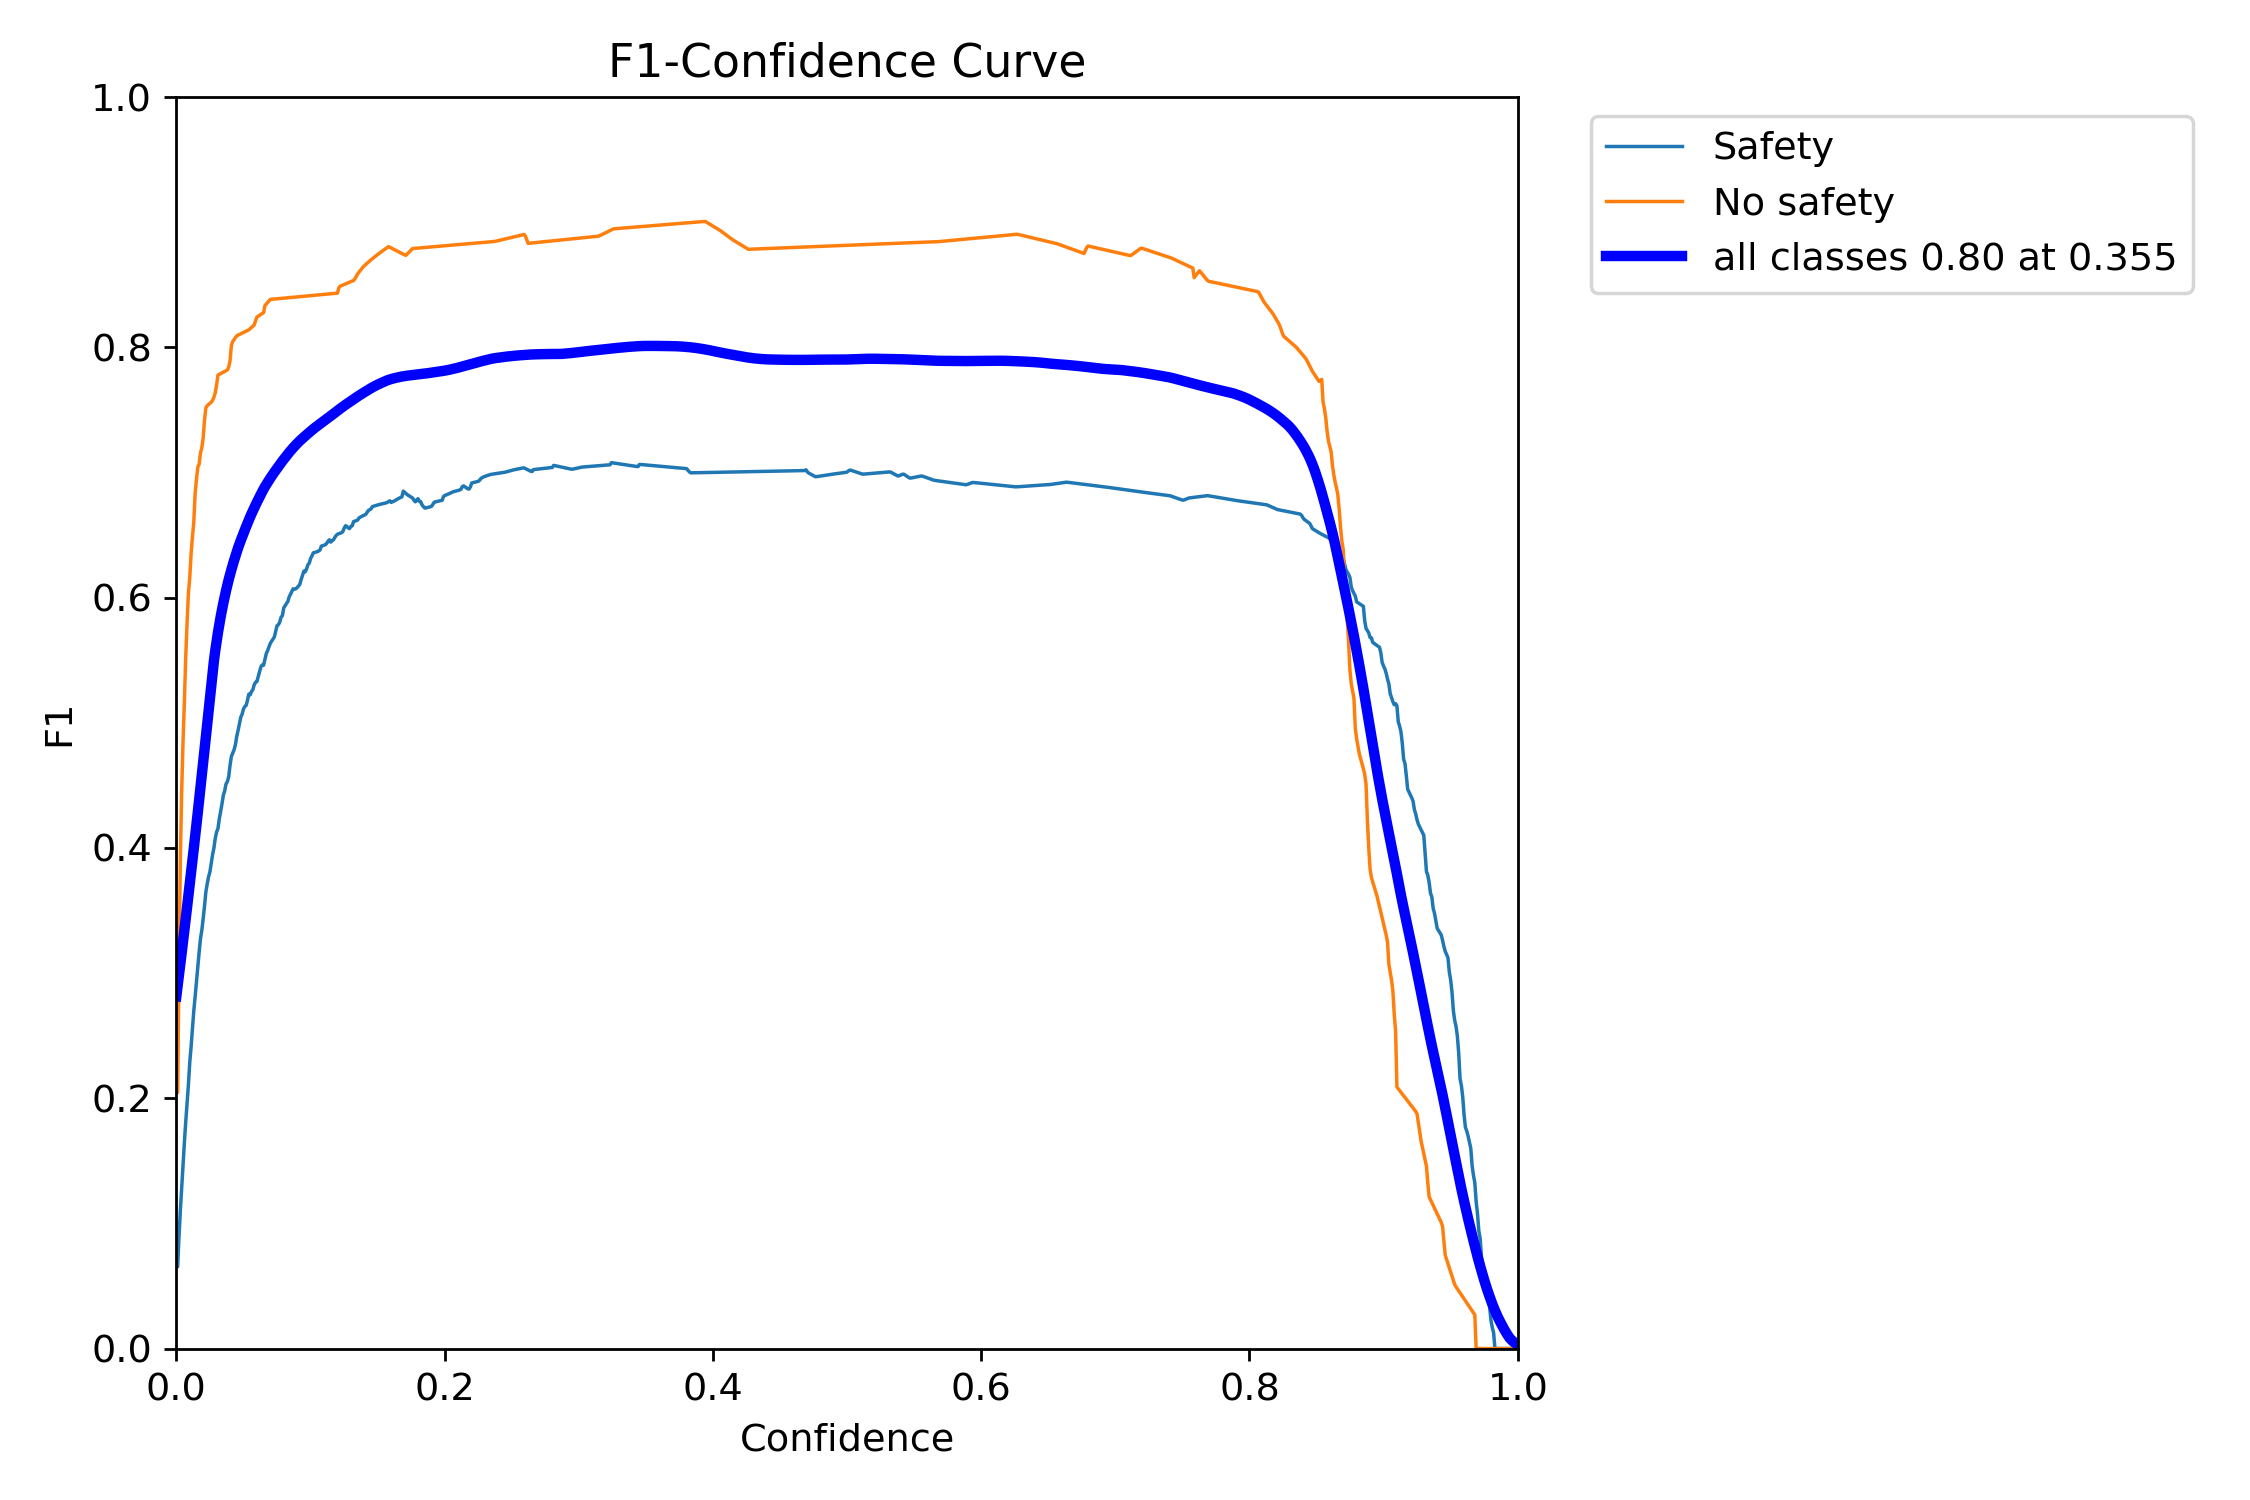 F1-Confidence Curve
1.0
0.8
0.6
0.4
0.2
0.0
F1
0.0 0.2 0.4 0.6 0.8 1.0
Confidence
Safety
No safety
all classes 0.80 at 0.355